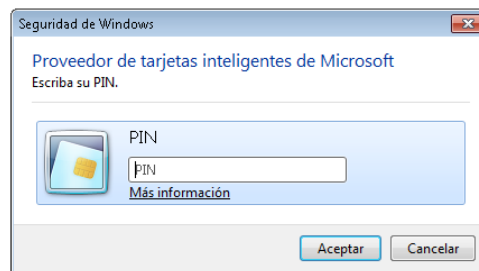 Seguridad de Windows
Proveedor de tarjetas inteligentes de Microsoft
Escriba su PIN.
PIN
PIN
Más información
Aceptar
Cancelar